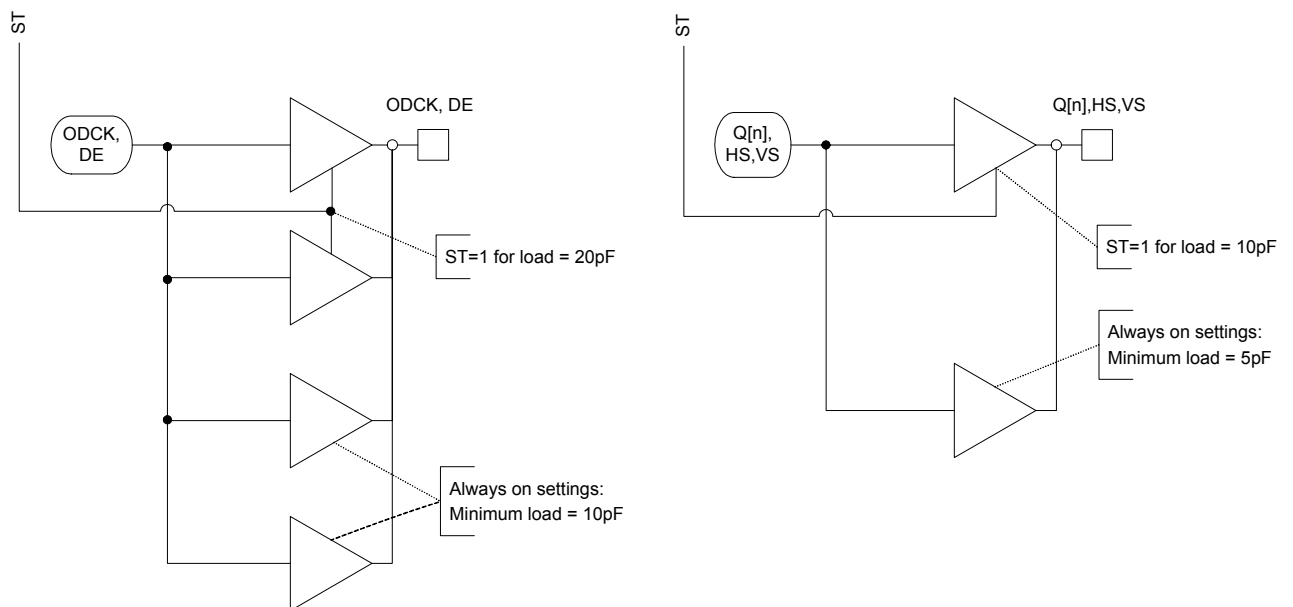 ST
ODCK,
DE
ODCK, DE
ST=1 for load = 20pF
Always on settings:
Minimum load = 10pF
ST
Q[n],
HS,VS
Q[n],HS,VS
ST=1 for load = 10pF
Always on settings:
Minimum load = 5pF